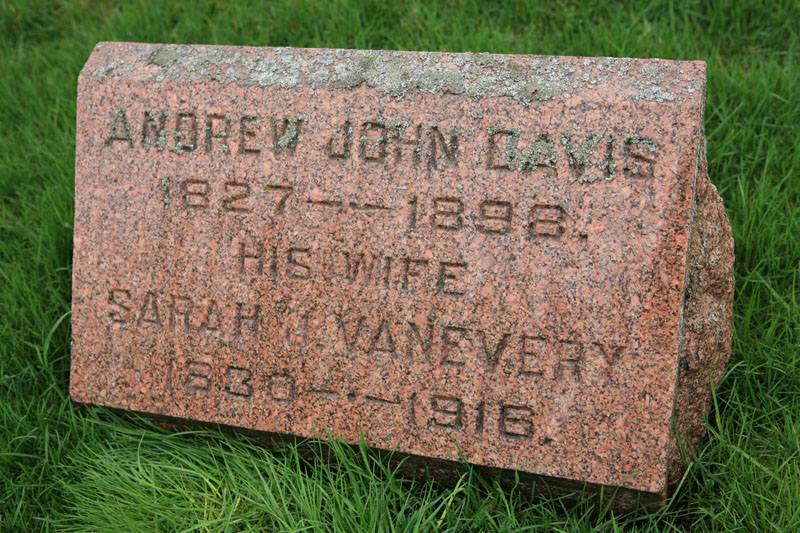 ANDREW JOHN DAVIS
1827 -·- 1898.
HIS WIFE
SARAH J. VANEVERY
1830 -·- 1916.